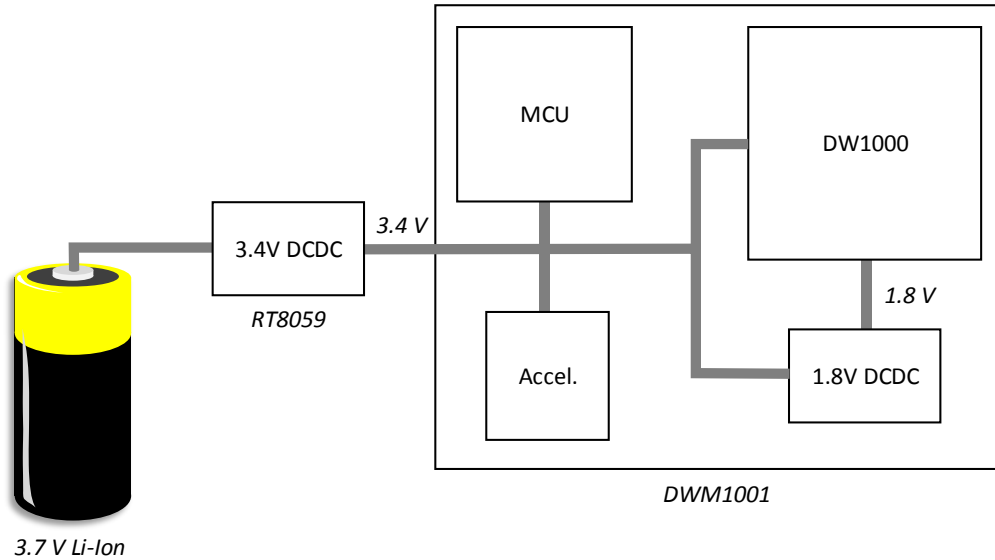 MCU
DW1000
3.4 V
3.4V DCDC
RT8059
1.8 V
Accel.
1.8V DCDC
DWM1001
3.7 V Li-Ion